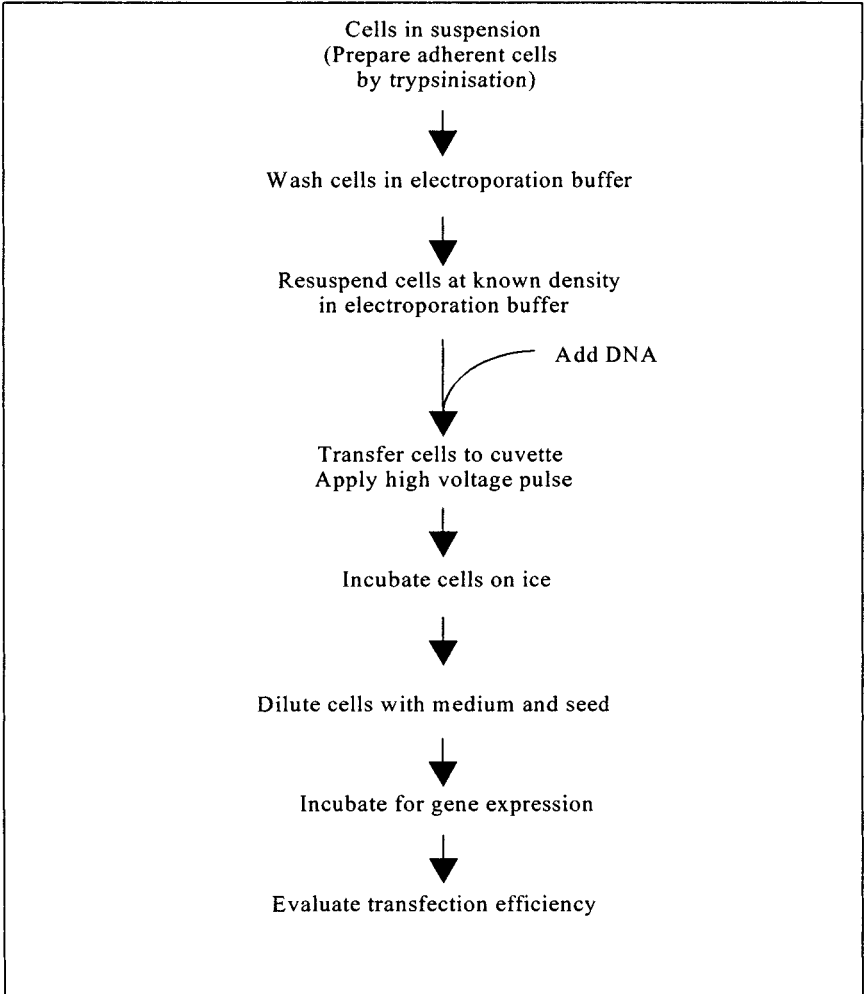 Cells in suspension
(Prepare adherent cells
by trypsinisation)
Wash cells in electroporation buffer
Resuspend cells at known density
in electroporation buffer
Add DNA
Transfer cells to cuvette
Apply high voltage pulse
Incubate cells on ice
Dilute cells with medium and seed
Incubate for gene expression
Evaluate transfection efficiency